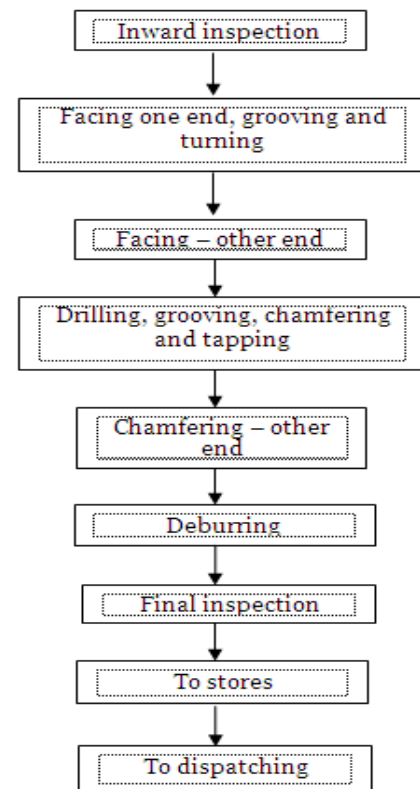 Inward inspection
Facing one end, grooving and
turning
Facing – other end
Drilling, grooving, chamfering
and tapping
Chamfering – other
end
Deburring
Final inspection
To stores
To dispatching